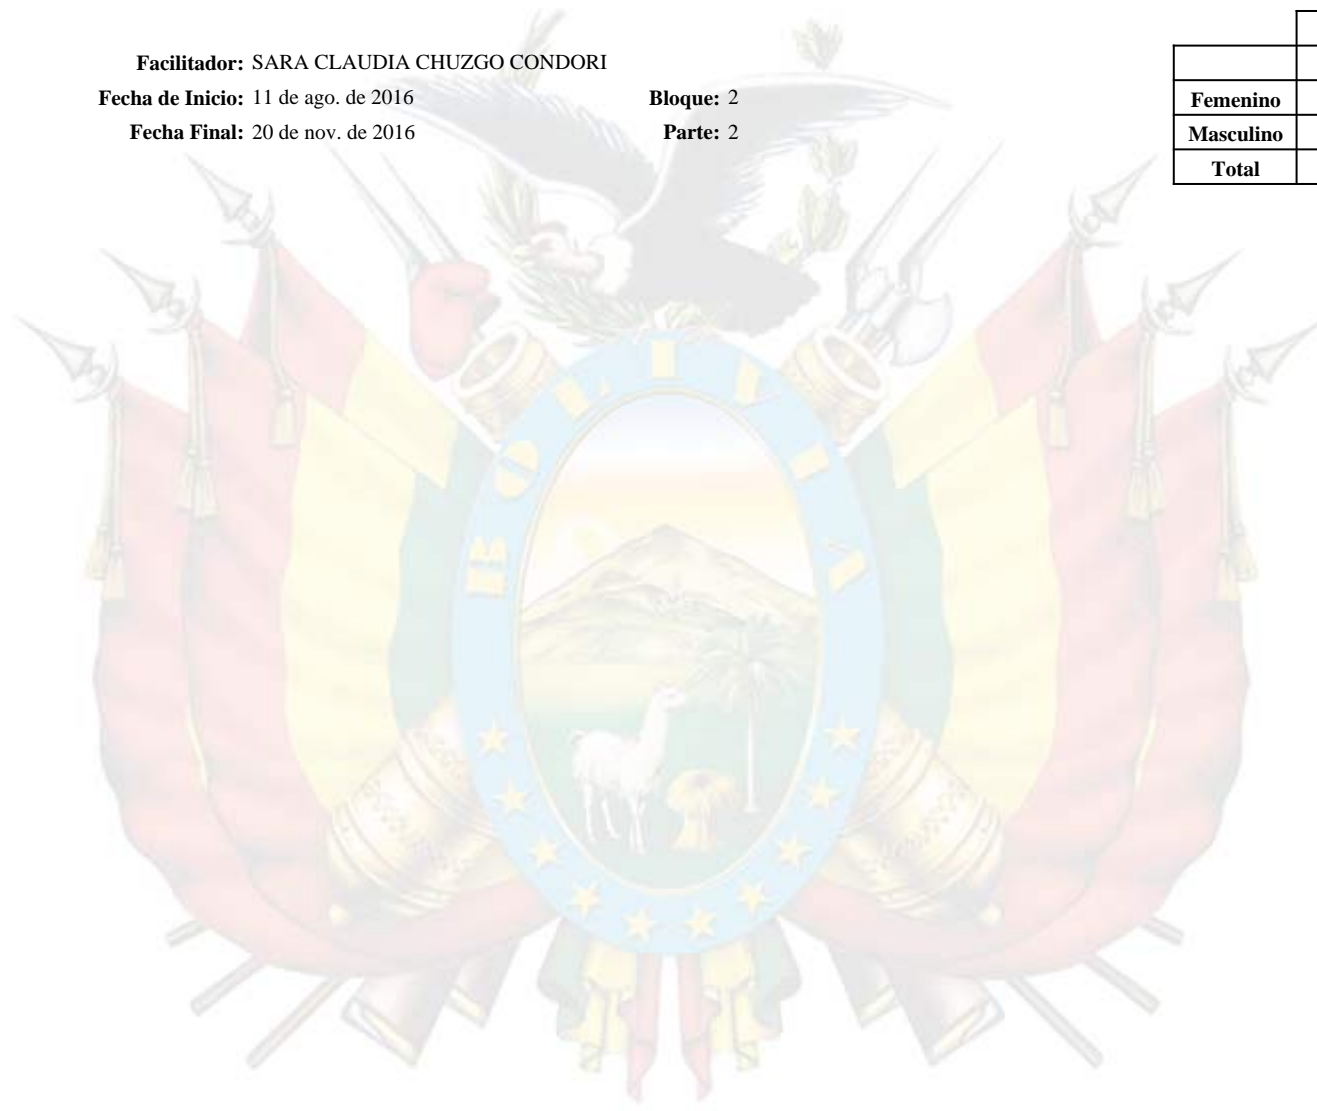 Facilitador: SARA CLAUDIA CHUZGO CONDORI
Fecha de Inicio: 11 de ago. de 2016 Bloque: 2
Fecha Final: 20 de nov. de 2016 Parte: 2
Femenino
Masculino
Total
BOLIVIA